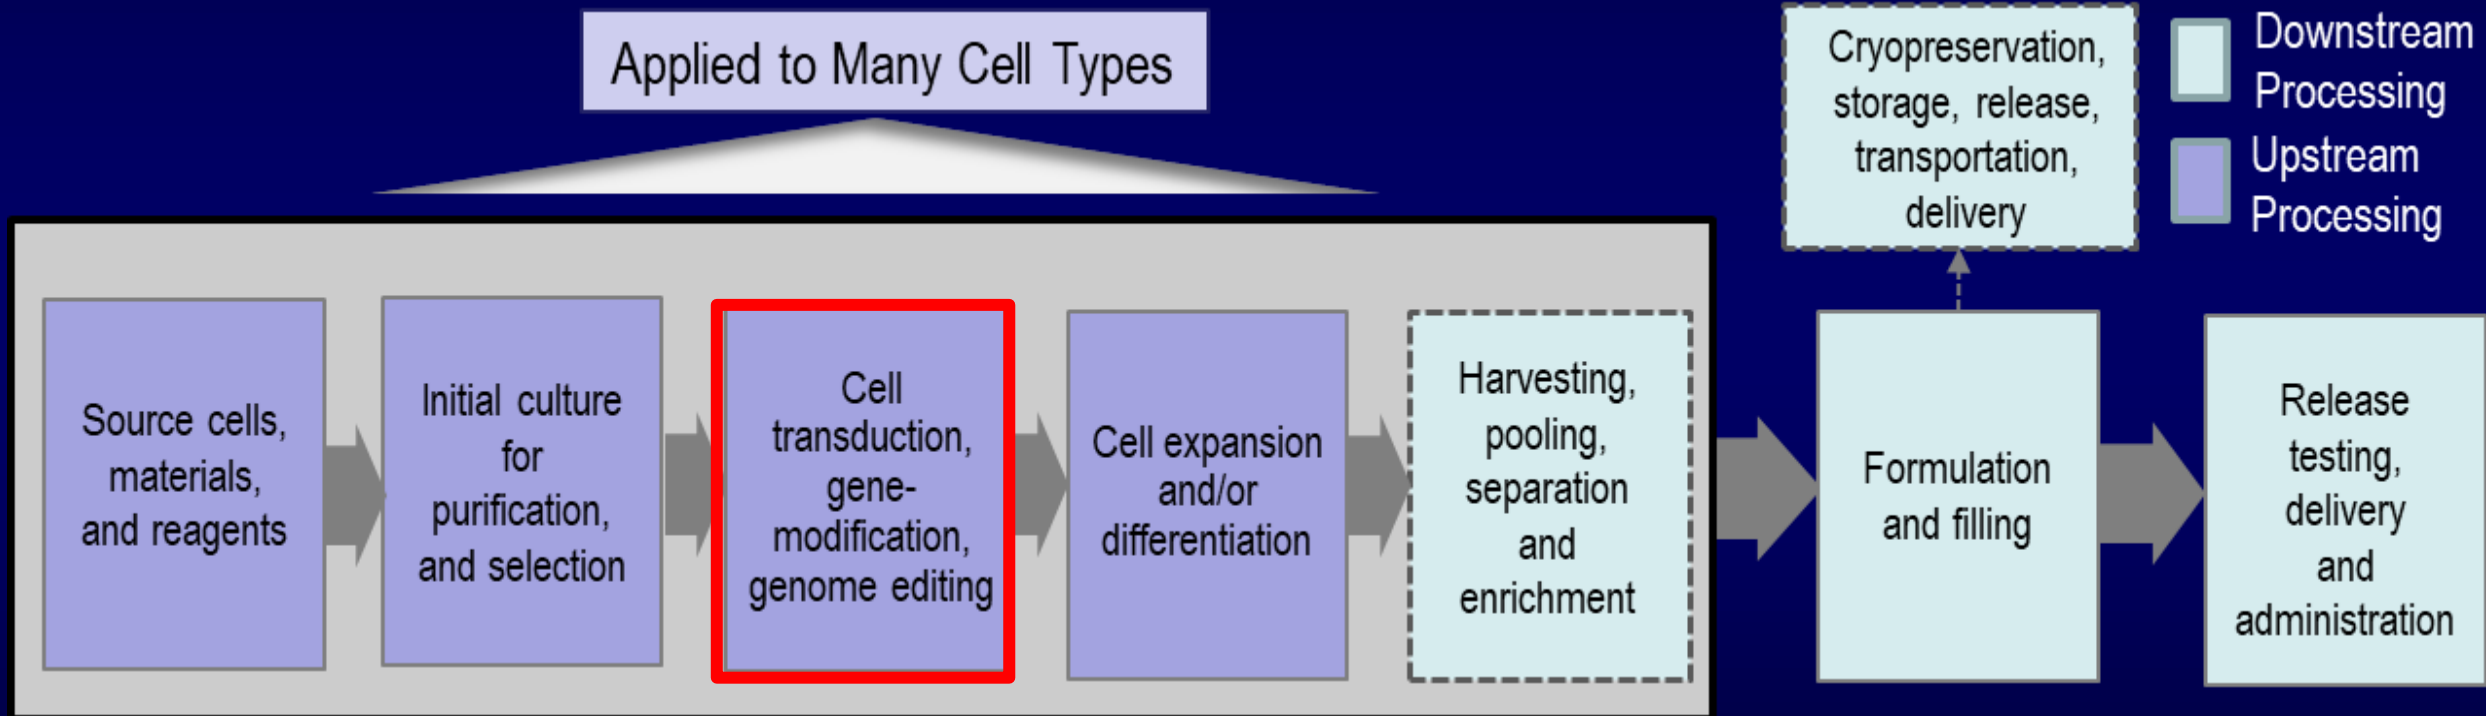 Applied to Many Cell Types
Cryopreservation,
storage, release,
transportation,
delivery
Downstream
Processing
Upstream
Processing
Source cells,
materials,
and reagents
Initial culture
for
purification,
and selection
Cell
transduction,
gene-
modification,
genome editing
Cell expansion
and/or
differentiation
Harvesting,
pooling,
separation
and
enrichment
Formulation
and filling
Release
testing,
delivery
and
administration